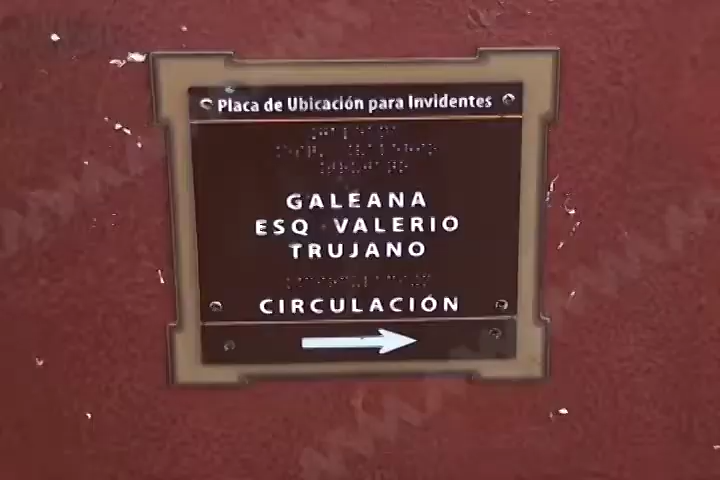 Placa de Ubicación para Invidentes
GALEANA
ESQ VALERIO
TRUJANO
CIRCULACIÓN